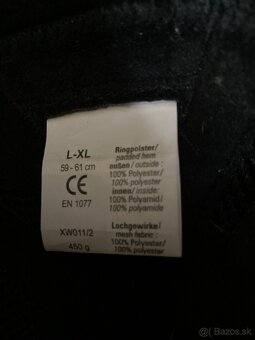 L-XL
59 - 61 cm
CE
EN 1077
XW011/2
450 g
Ringpolster/
padded hem
außen / outside :
100% Polyester/
100% polyester
innen / inside:
100% Polyamid/
100% polyamide
Lochgewirke/
mesh fabric :
100% Polyester/
100% polyester
© Bazos.sk